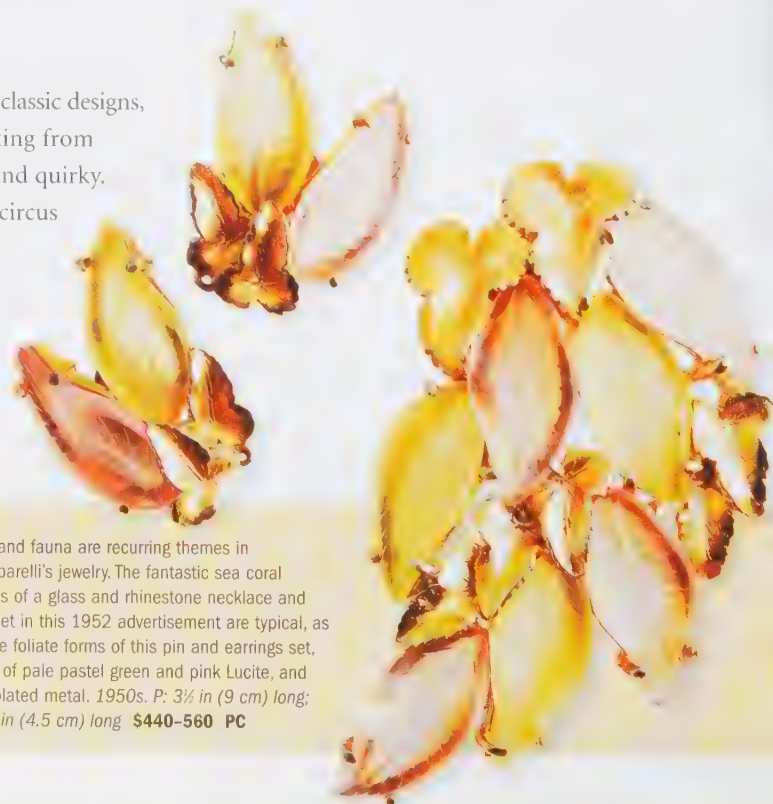 classic designs,
ting from
nd quirky.
circus
and fauna are recurring themes in
parelli's jewelry. The fantastic sea coral
s of a glass and rhinestone necklace and
et in this 1952 advertisement are typical, as
e foliate forms of this pin and earrings set,
of pale pastel green and pink Lucite, and
plated metal. 1950s. P: 3½ in (9 cm) long;
in (4.5 cm) long $440–560 PC